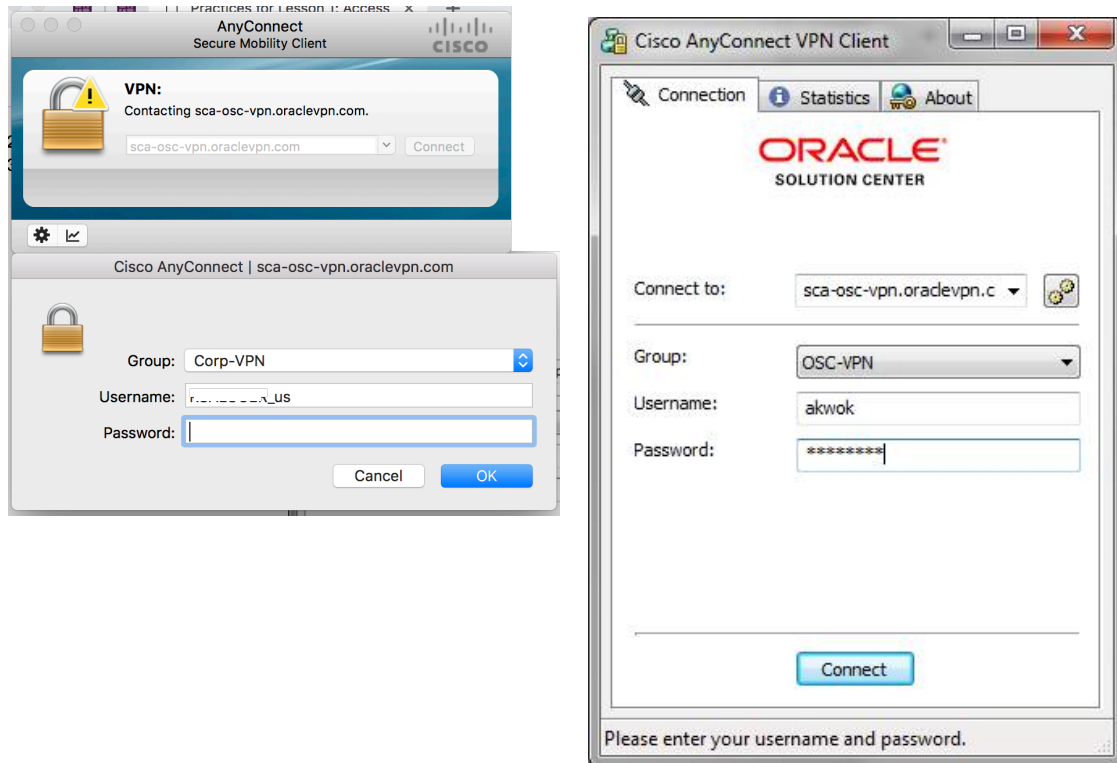 Practices for Lesson 1: Access
AnyConnect
Secure Mobility Client
CISCO
VPN:
Contacting sca-osc-vpn.oraclevpn.com.
sca-osc-vpn.oraclevpn.com
Connect
Cisco AnyConnect | sca-osc-vpn.oraclevpn.com
Group: Corp-VPN
Username: _us
Password:
Cancel OK
Cisco AnyConnect VPN Client
Connection Statistics About
ORACLE
SOLUTION CENTER
Connect to: sca-osc-vpn.oraclevpn.c
Group: OSC-VPN
Username: akwok
Password: ********
Connect
Please enter your username and password.